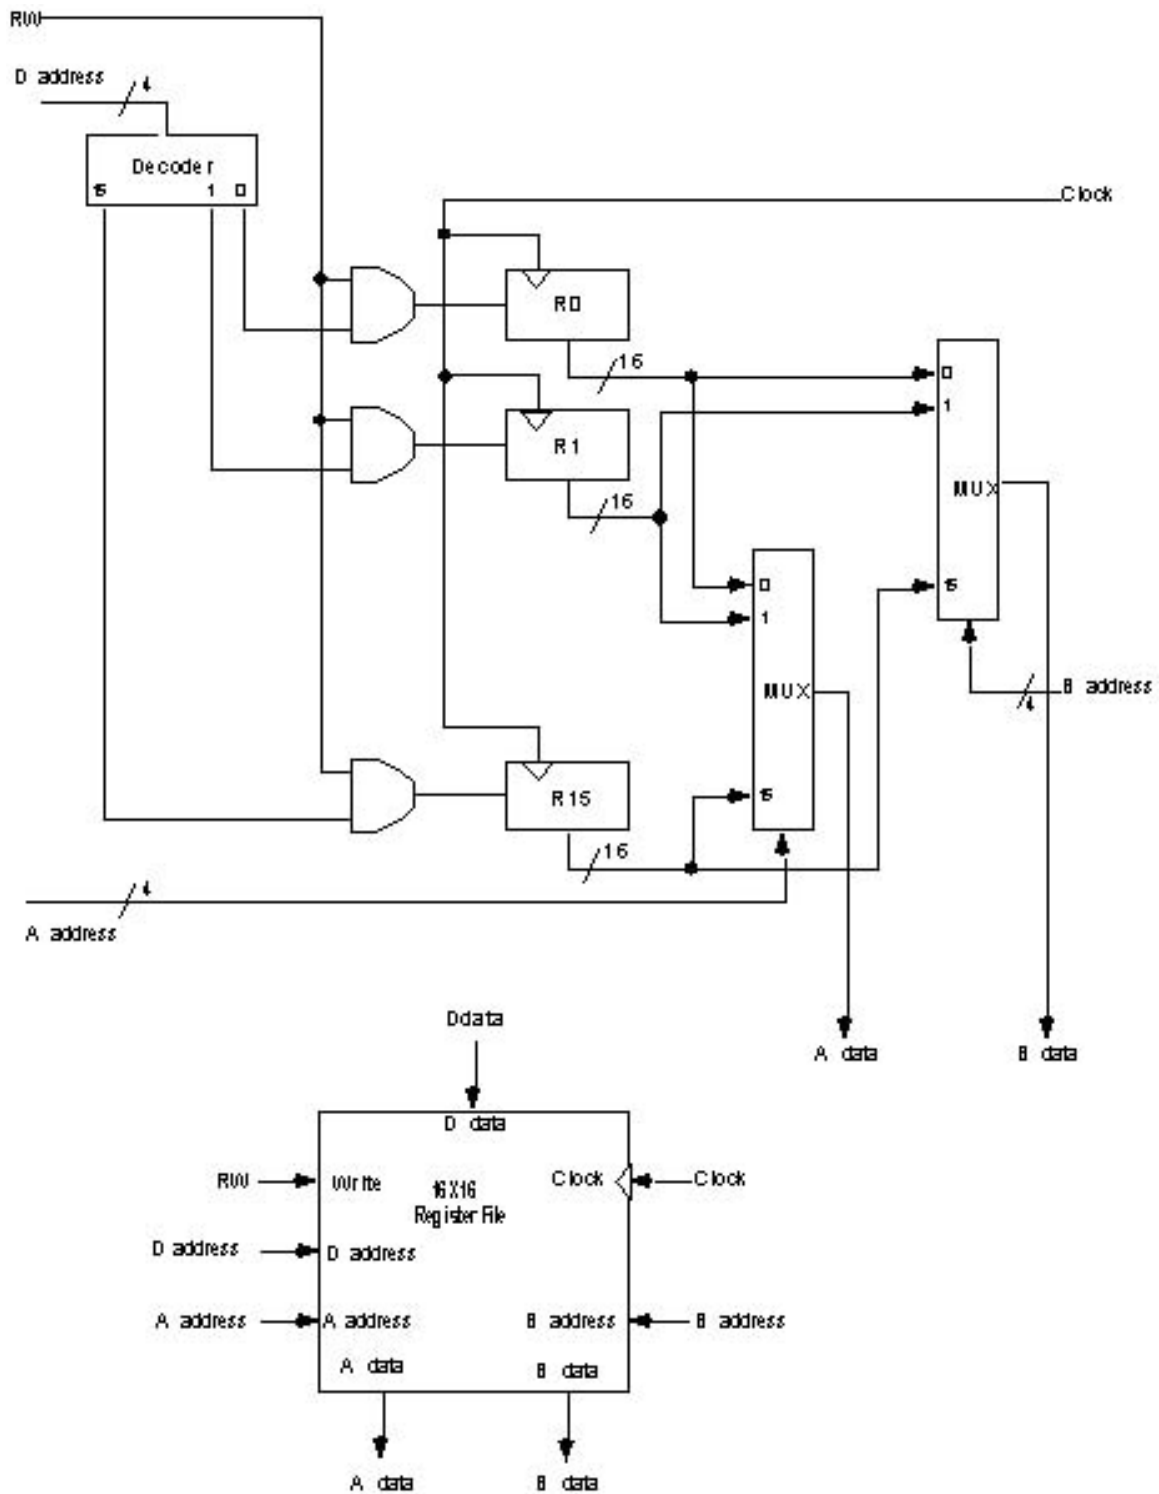 RW
D address
4
Decoder
15 1 0
Clock
R0
16
0
1
R1
16
MUX
0
1
15
MUX
B address
4
R15
15
16
4
A address
Ddata
A data
B data
D data
RW
Write
16X16
Clock
Clock
Register File
D address
D address
A address
A address
B address
B address
A data
B data
A data
B data